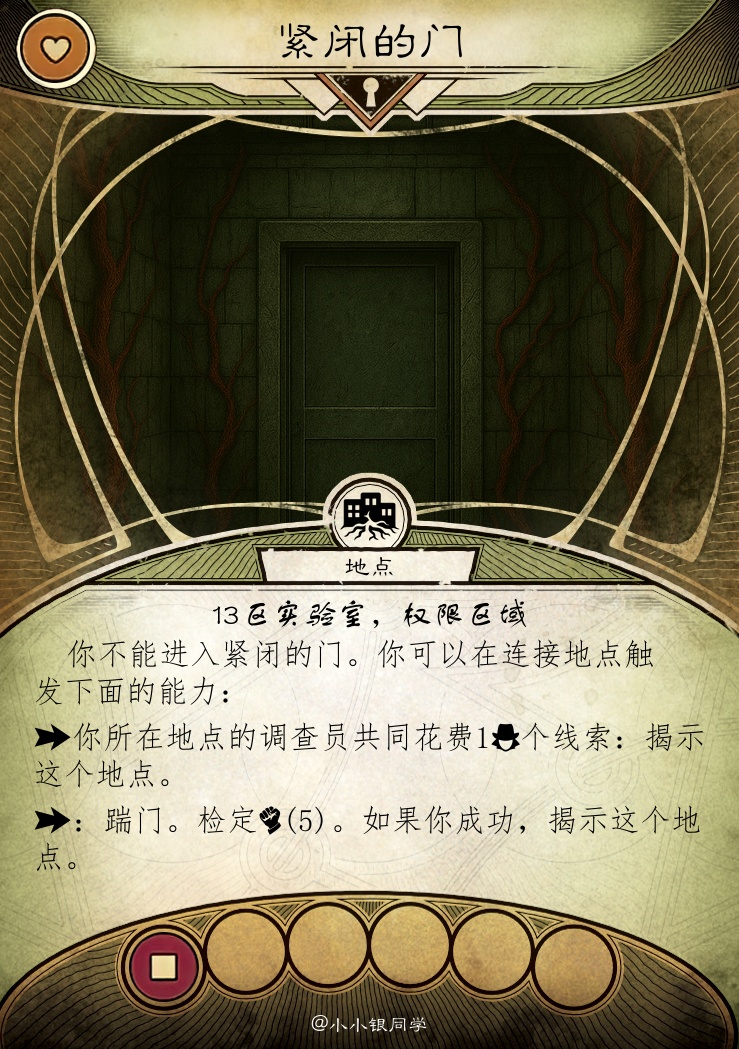 紧闭的门
地点
13区实验室，权限区域
你不能进入紧闭的门。你可以在连接地点触
发下面的能力：
你所在地点的调查员共同花费1个线索：揭示
这个地点。
：踹门。检定(5)。如果你成功，揭示这个地
点。
@小小银同学